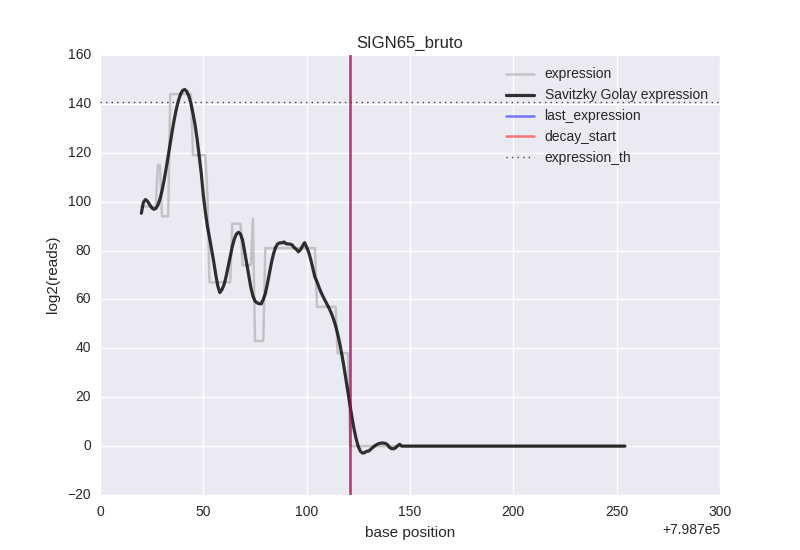 SIGN65_bruto
160
140
120
100
80
60
40
20
0
−20
log2(reads)
expression
Savitzky Golay expression
last_expression
decay_start
expression_th
0
50
100
150
200
250
300
+7.987e5
base position